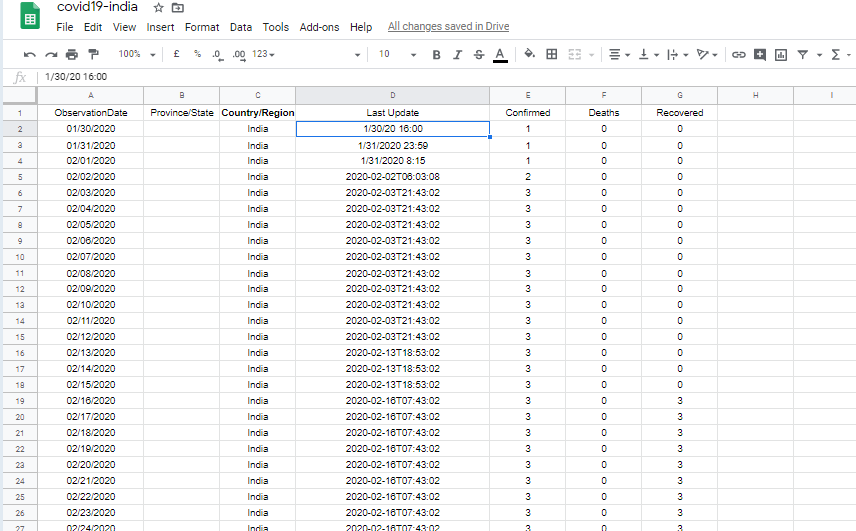 covid19-india
File Edit View Insert Format Data Tools Add-ons Help All changes saved in Drive
100% £ % .0 .00 123 10 B I S A
fx 1/30/20 16:00
A B C D E F G H I
1 ObservationDate Province/State Country/Region Last Update Confirmed Deaths Recovered
2 01/30/2020 India 1/30/20 16:00 1 0 0
3 01/31/2020 India 1/31/2020 23:59 1 0 0
4 02/01/2020 India 1/31/2020 8:15 1 0 0
5 02/02/2020 India 2020-02-02T06:03:08 2 0 0
6 02/03/2020 India 2020-02-03T21:43:02 3 0 0
7 02/04/2020 India 2020-02-03T21:43:02 3 0 0
8 02/05/2020 India 2020-02-03T21:43:02 3 0 0
9 02/06/2020 India 2020-02-03T21:43:02 3 0 0
10 02/07/2020 India 2020-02-03T21:43:02 3 0 0
11 02/08/2020 India 2020-02-03T21:43:02 3 0 0
12 02/09/2020 India 2020-02-03T21:43:02 3 0 0
13 02/10/2020 India 2020-02-03T21:43:02 3 0 0
14 02/11/2020 India 2020-02-03T21:43:02 3 0 0
15 02/12/2020 India 2020-02-03T21:43:02 3 0 0
16 02/13/2020 India 2020-02-13T18:53:02 3 0 0
17 02/14/2020 India 2020-02-13T18:53:02 3 0 0
18 02/15/2020 India 2020-02-13T18:53:02 3 0 0
19 02/16/2020 India 2020-02-16T07:43:02 3 0 3
20 02/17/2020 India 2020-02-16T07:43:02 3 0 3
21 02/18/2020 India 2020-02-16T07:43:02 3 0 3
22 02/19/2020 India 2020-02-16T07:43:02 3 0 3
23 02/20/2020 India 2020-02-16T07:43:02 3 0 3
24 02/21/2020 India 2020-02-16T07:43:02 3 0 3
25 02/22/2020 India 2020-02-16T07:43:02 3 0 3
26 02/23/2020 India 2020-02-16T07:43:02 3 0 3
27 02/24/2020 India 2020-02-16T07:43:02 3 0 3